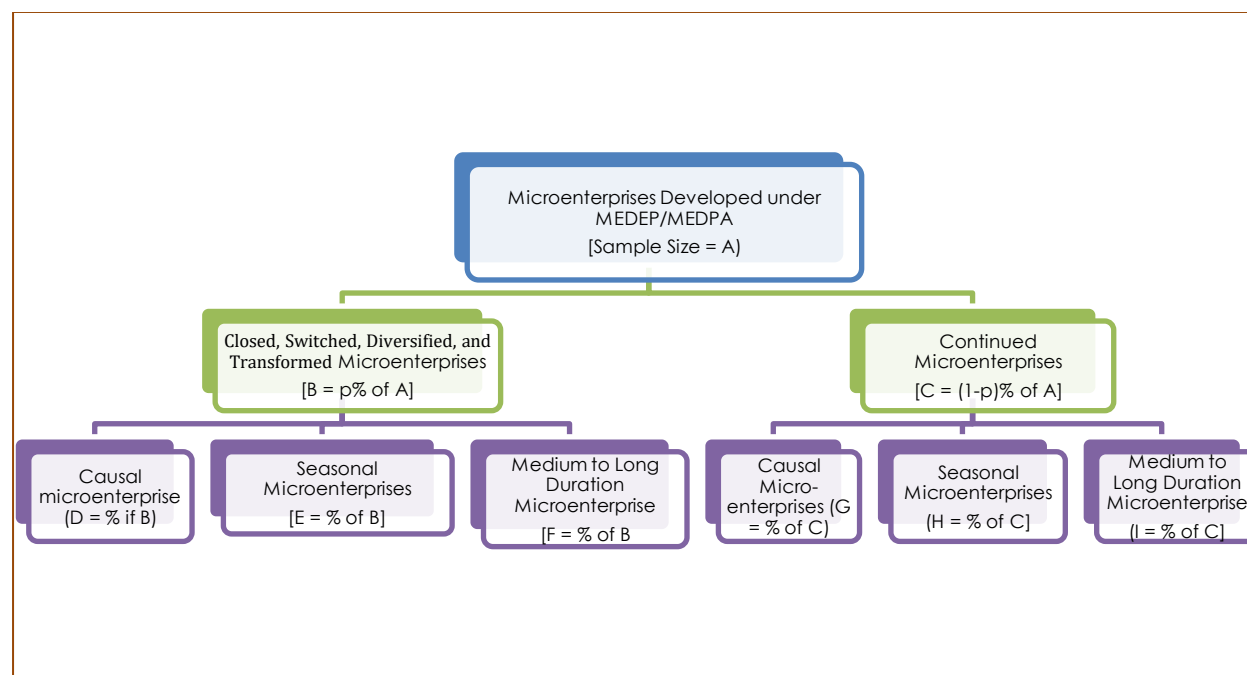 Microenterprises Developed under
MEDEP/MEDPA
[Sample Size = A)
Closed, Switched, Diversified, and
Transformed Microenterprises
[B = p% of A]
Continued
Microenterprises
[C = (1-p)% of A]
Causal
microenterprise
(D = % if B)
Seasonal
Microenterprises
[E = % of B]
Medium to Long
Duration
Microenterprise
[F = % of B
Causal
Micro-
enterprises (G
= % of C)
Seasonal
Microenterprises
(H = % of C]
Medium to
Long Duration
Microenterprise
(I = % of C]